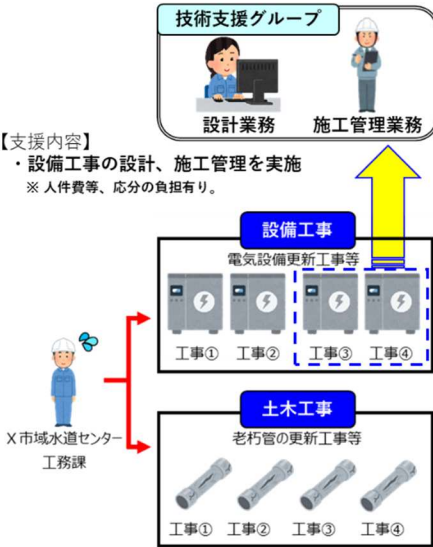 技術支援グループ
設計業務 施工管理業務
【支援内容】
・設備工事の設計、施工管理を実施
※ 人件費等、応分の負担有り。
設備工事
電気設備更新工事等
工事① 工事② 工事③ 工事④
X市域水道センター
工務課
土木工事
老朽管の更新工事等
工事① 工事② 工事③ 工事④